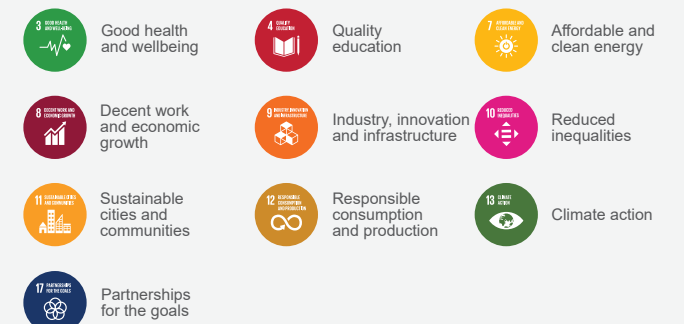 3 GOOD HEALTH
AND WELL-BEING
Good health
and wellbeing
4 QUALITY
EDUCATION
Quality
education
7 AFFORDABLE AND
CLEAN ENERGY
Affordable and
clean energy
8 DECENT WORK AND
ECONOMIC GROWTH
Decent work
and economic
growth
9 INDUSTRY, INNOVATION
AND INFRASTRUCTURE
Industry, innovation
and infrastructure
10 REDUCED
INEQUALITIES
Reduced
inequalities
11 SUSTAINABLE CITIES
AND COMMUNITIES
Sustainable
cities and
communities
12 RESPONSIBLE
CONSUMPTION
AND PRODUCTION
Responsible
consumption
and production
13 CLIMATE
ACTION
Climate action
17 PARTNERSHIPS
FOR THE GOALS
Partnerships
for the goals